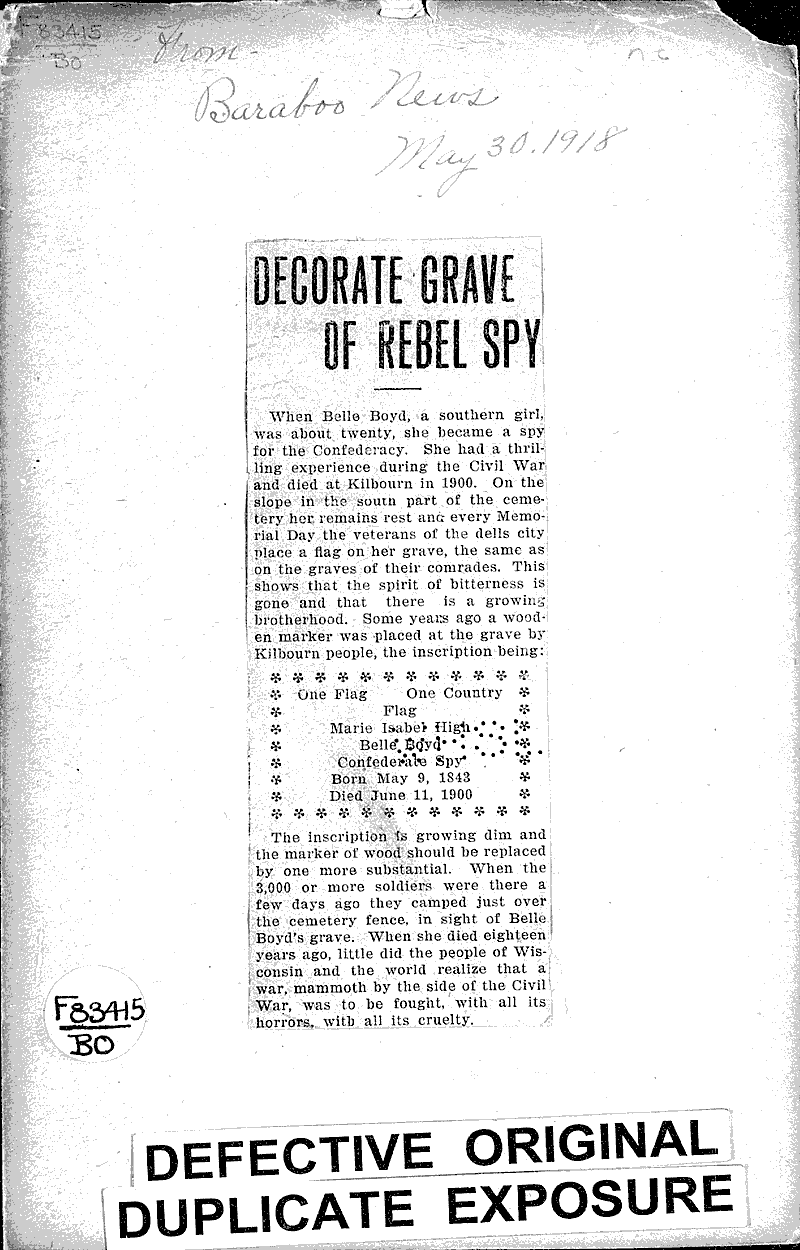 F83415
BO
n c
From
Baraboo News
May 30. 1918
DECORATE GRAVE
OF REBEL SPY
When Belle Boyd, a southern girl,
was about twenty, she became a spy
for the Confederacy. She had a thril-
ling experience during the Civil War
and died at Kilbourn in 1900. On the
slope in the south part of the ceme-
tery her remains rest and every Memo-
rial Day the veterans of the dells city
place a flag on her grave, the same as
on the graves of their comrades. This
shows that the spirit of bitterness is
gone and that there is a growing
brotherhood. Some years ago a wood-
en marker was placed at the grave by
Kilbourn people, the inscription being:
* * * * * * * * * * * *
* One Flag One Country *
* Flag *
* Marie Isabel High *
* Belle Boyd *
* Confederate Spy *
* Born May 9, 1843 *
* Died June 11, 1900 *
* * * * * * * * * * * *
The inscription is growing dim and
the marker of wood should be replaced
by one more substantial. When the
3,000 or more soldiers were there a
few days ago they camped just over
the cemetery fence, in sight of Belle
Boyd's grave. When she died eighteen
years ago, little did the people of Wis-
consin and the world realize that a
war, mammoth by the side of the Civil
War, was to be fought, with all its
horrors, with all its cruelty.
F83415
BO
DEFECTIVE ORIGINAL
DUPLICATE EXPOSURE